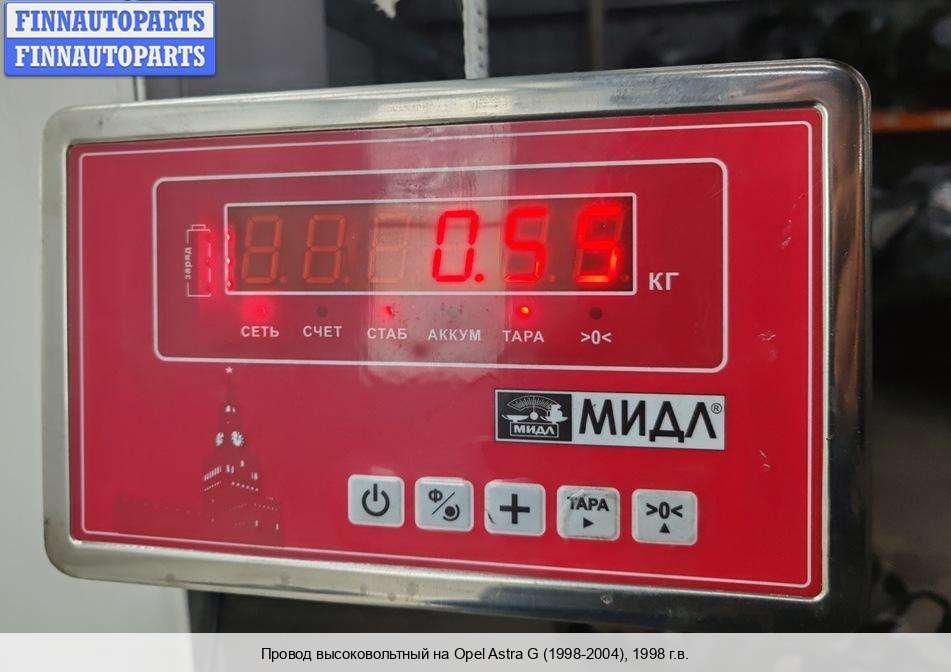 FINNAUTOPARTS
FINNAUTOPARTS
заряд
0.55
КГ
СЕТЬ СЧЕТ СТАБ АККУМ ТАРА >0<
МИДЛ МИДЛ®
Ф ТАРА >0<
Провод высоковольтный на Opel Astra G (1998-2004), 1998 г.в.